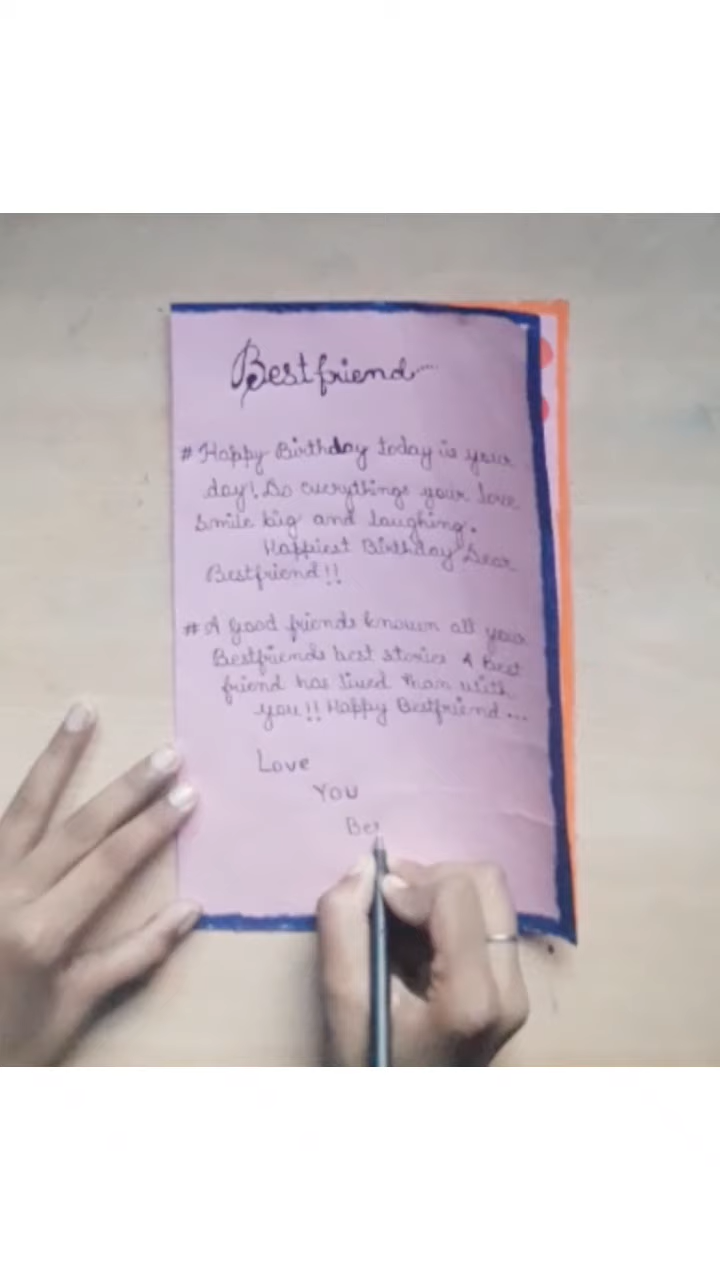 Bestfriend....
# Happy Birthday today is your
day! Do everythings your love
smile big and laughing.
Happiest Birthday Dear
Bestfriend!!
# A good friends known all your
Bestfriends best stories A best
friend has lived them with
you!! Happy Bestfriend...
Love
You
Bes